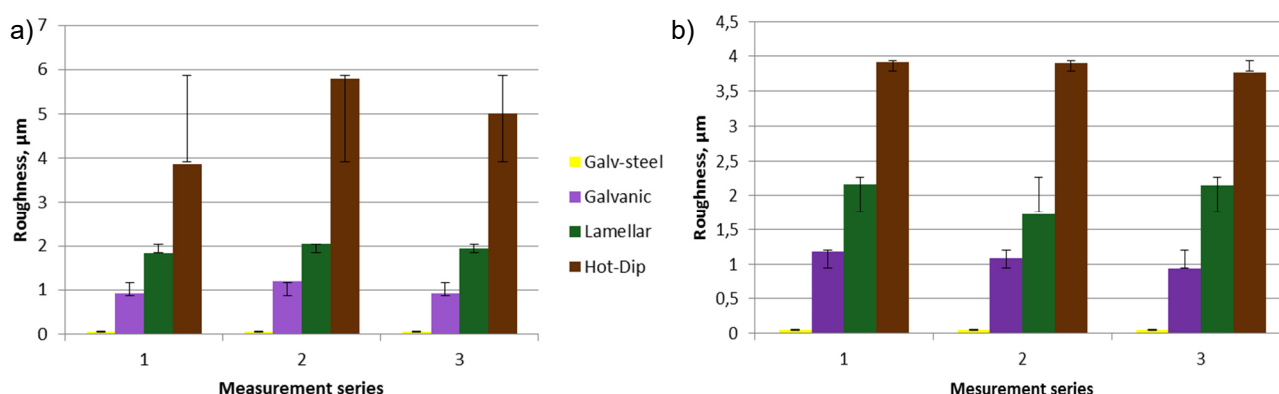 a)
Roughness, µm
7
6
5
4
3
2
1
0
1 2 3
Measurement series
Galv-steel
Galvanic
Lamellar
Hot-Dip
b)
Roughness, µm
4,5
4
3,5
3
2,5
2
1,5
1
0,5
0
1 2 3
Mesurement series